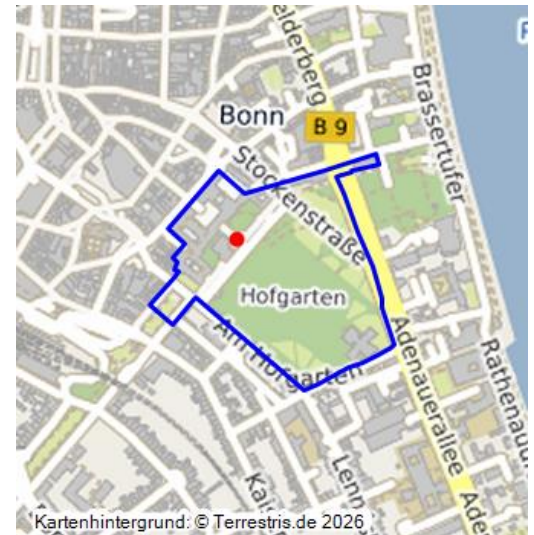 Bonn
B 9
Brassertufer
Stockenstraße
Hofgarten
Am Hofgarten
Adenauerallee
Kartenhintergrund: © Terrestris.de 2026